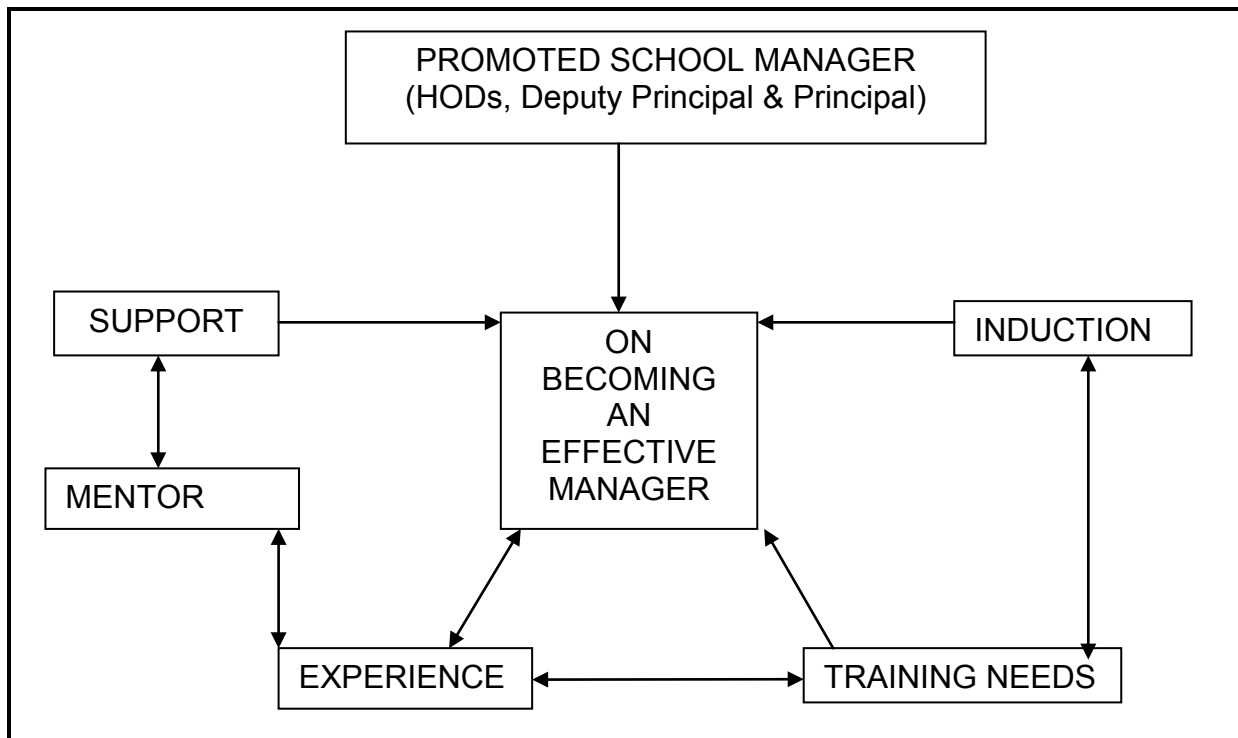 PROMOTED SCHOOL MANAGER
(HODs, Deputy Principal & Principal)
SUPPORT
ON
BECOMING
AN
EFFECTIVE
MANAGER
INDUCTION
MENTOR
EXPERIENCE
TRAINING NEEDS